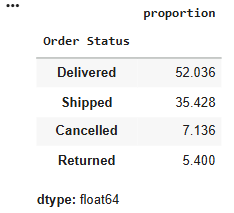 proportion
Order Status
Delivered 52.036
Shipped 35.428
Cancelled 7.136
Returned 5.400
dtype: float64